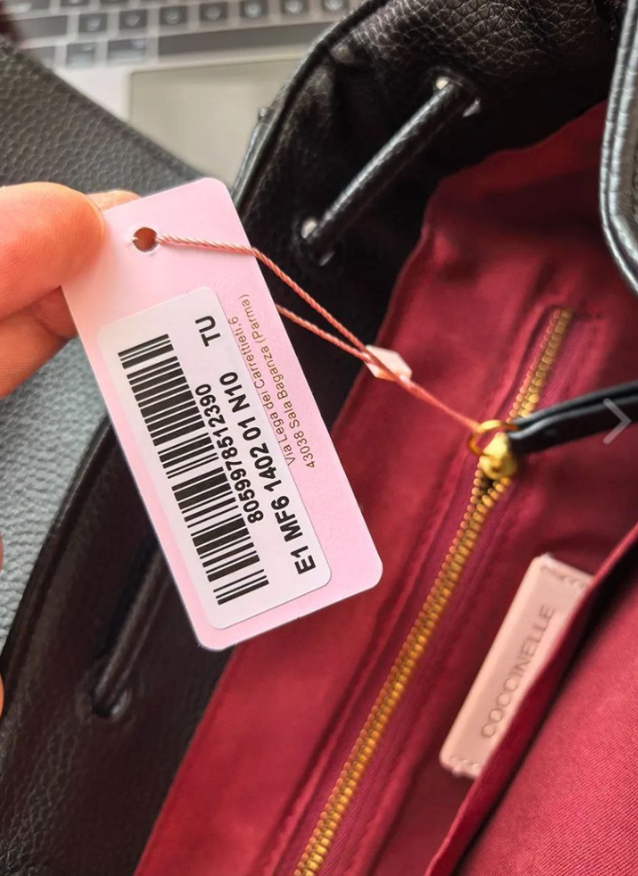 Via Lega dei Carrettieri, 6
43038 Sala Baganza (Parma)
TU
8059978512390
E1 MF6 1402 01 N10
COCCINELLE